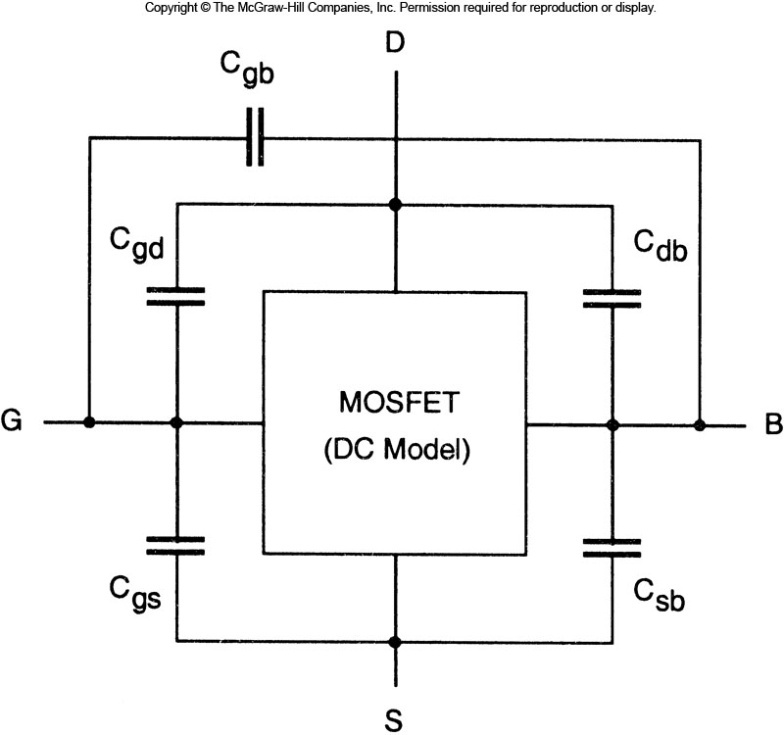 Copyright © The McGraw-Hill Companies, Inc. Permission required for reproduction or display.
D
Cgb
Cgd
Cdb
G
MOSFET
(DC Model)
B
Cgs
Csb
S